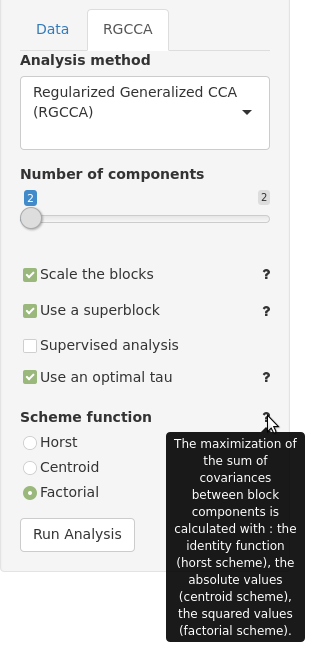 Data
RGCCA
Analysis method
Regularized Generalized CCA
(RGCCA)
Number of components
2
2
Scale the blocks
?
Use a superblock
?
Supervised analysis
Use an optimal tau
?
Scheme function
?
Horst
Centroid
Factorial
Run Analysis
The maximization of
the sum of
covariances
between block
components is
calculated with : the
identity function
(horst scheme), the
absolute values
(centroid scheme),
the squared values
(factorial scheme).